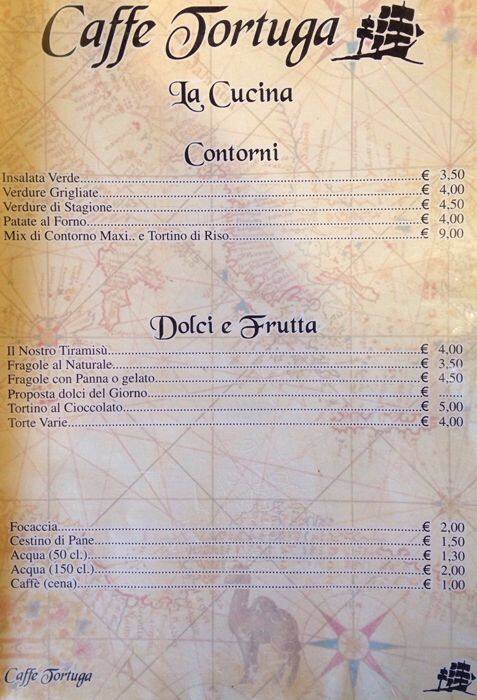 Caffe Tortuga
La Cucina
Contorni
Insalata Verde........€ 3,50
Verdure Grigliate........€ 4,00
Verdure di Stagione........€ 4,50
Patate al Forno........€ 4,00
Mix di Contorno Maxi.. e Tortino di Riso........€ 9,00
Dolci e Frutta
Il Nostro Tiramisù........€ 4,00
Fragole al Naturale........€ 3,50
Fragole con Panna o gelato........€ 4,50
Proposta dolci del Giorno........€ ......
Tortino al Cioccolato........€ 5,00
Torte Varie........€ 4,00
Focaccia........€ 2,00
Cestino di Pane........€ 1,50
Acqua (50 cl.)........€ 1,30
Acqua (150 cl.)........€ 2,00
Caffè (cena)........€ 1,00
Caffe Tortuga